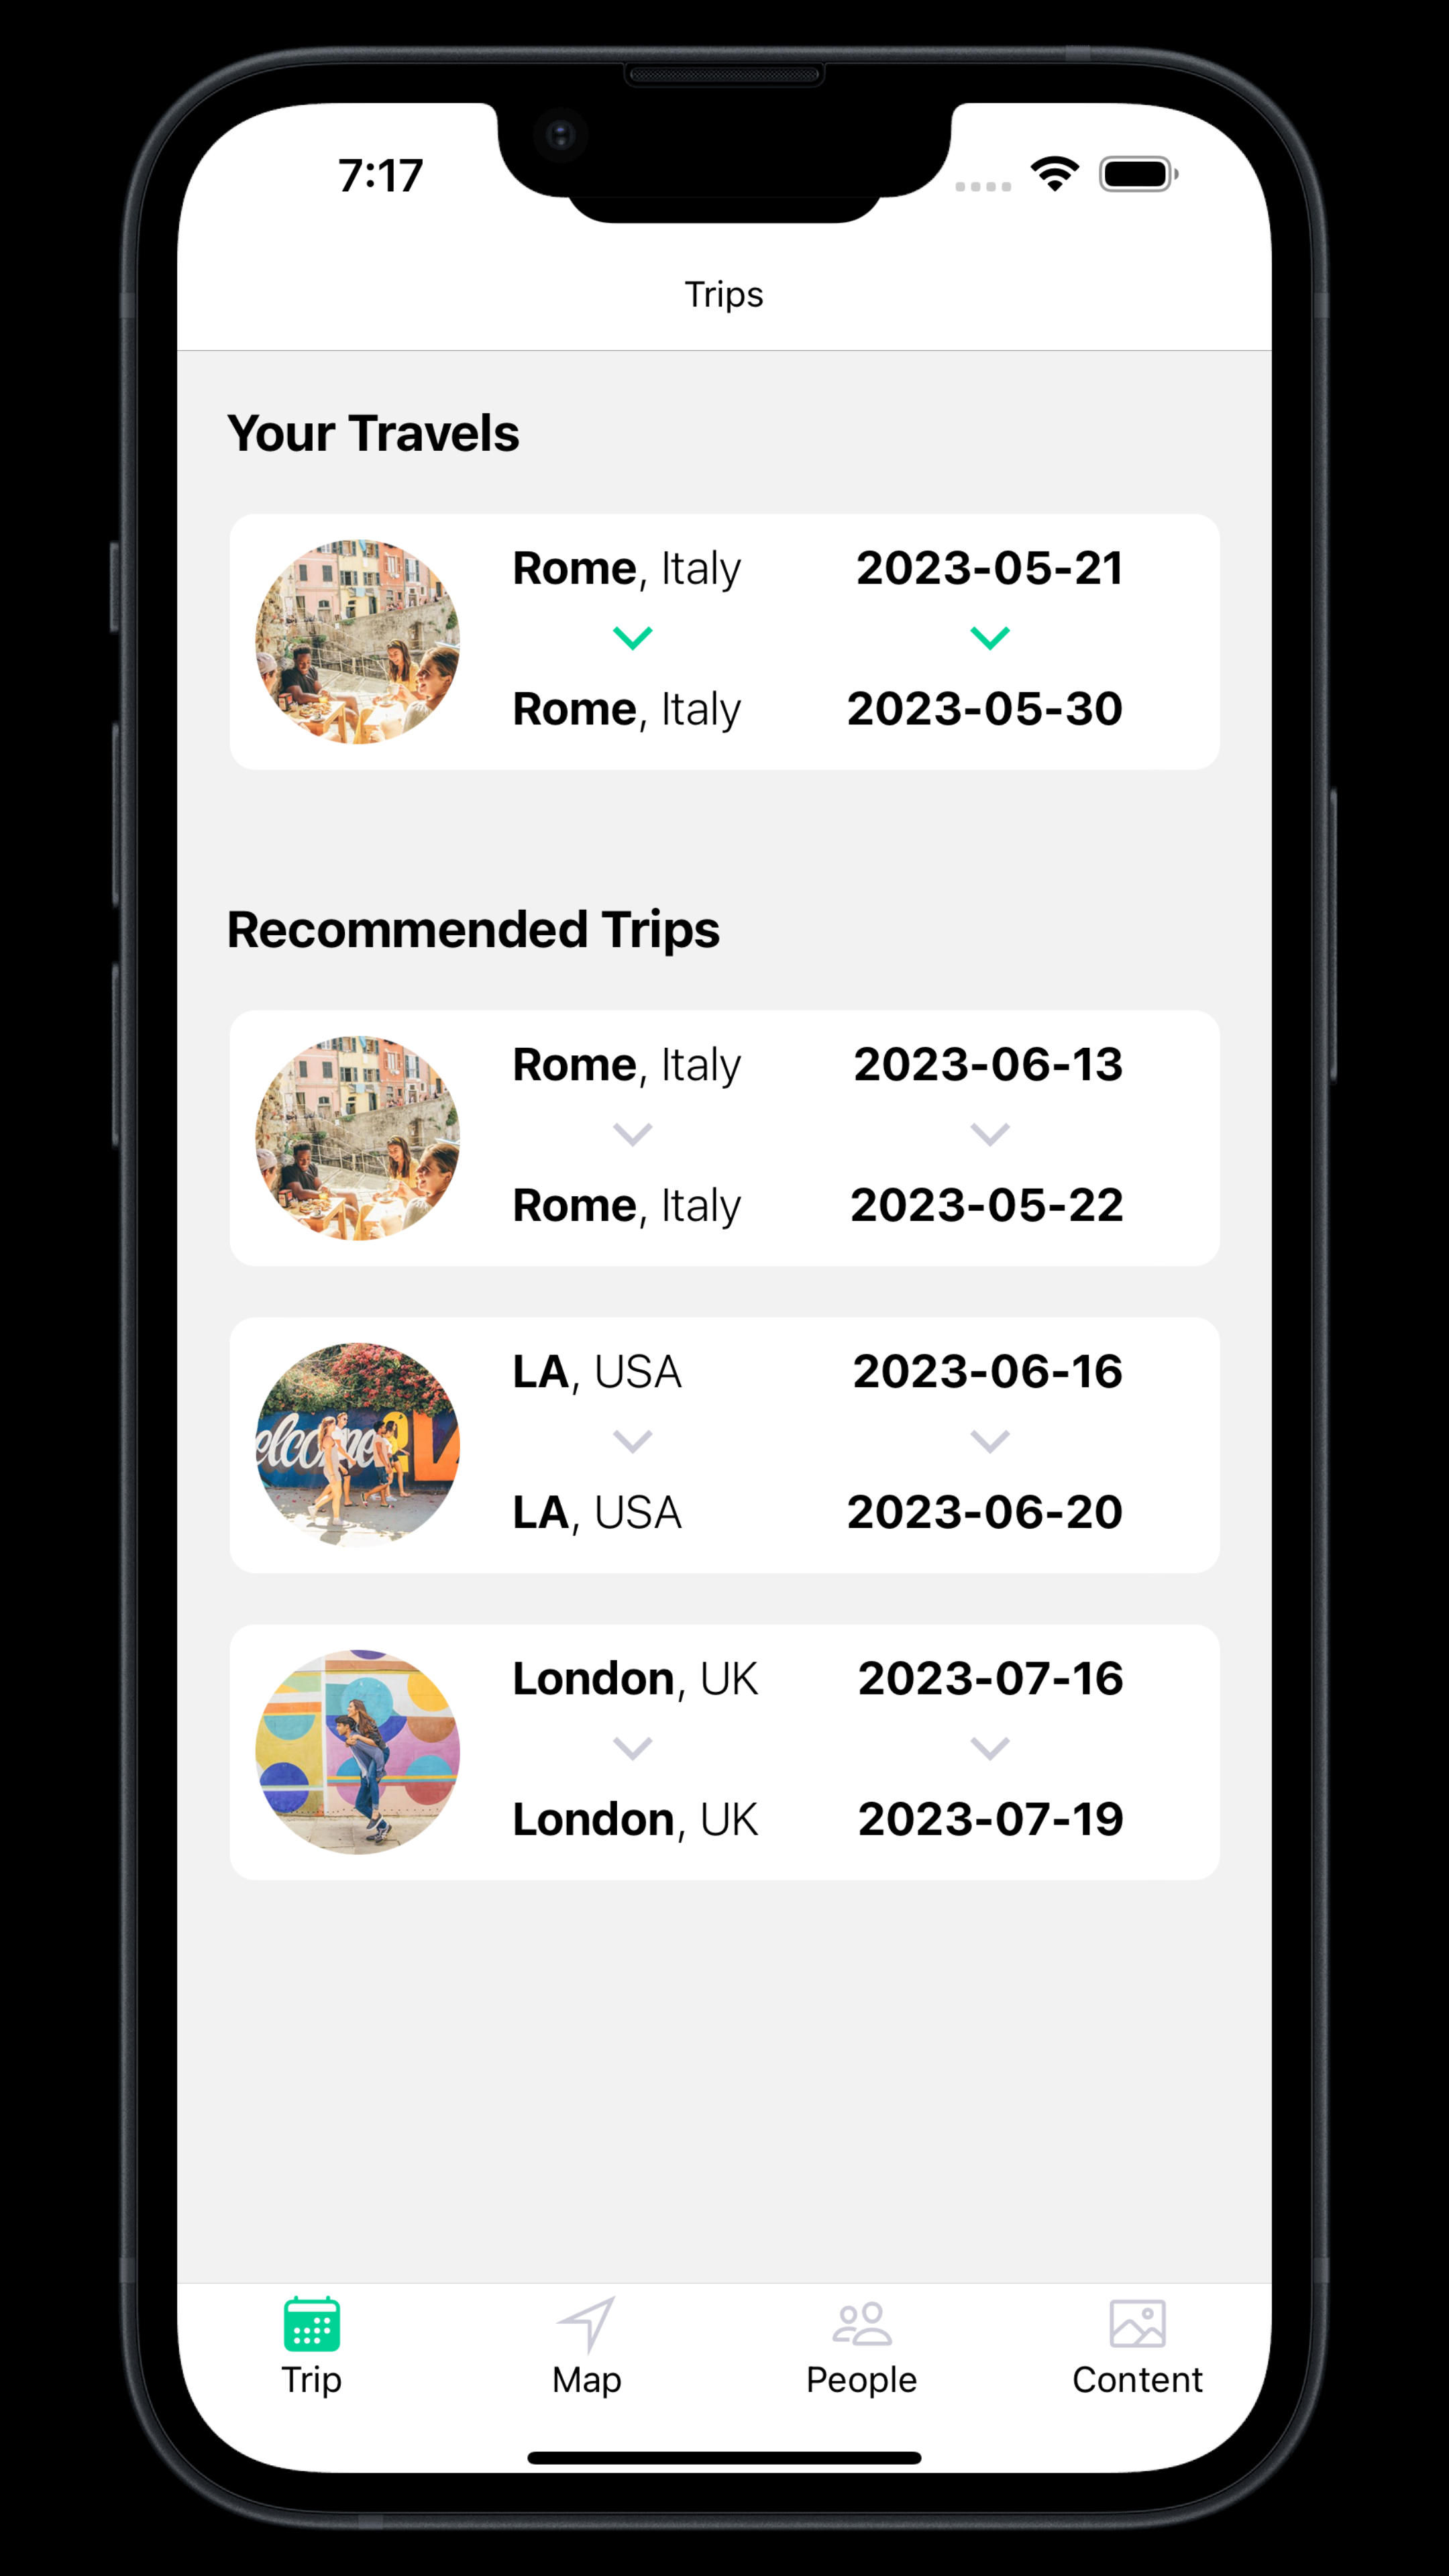 7:17
Trips
Your Travels
Rome, Italy 2023-05-21
Rome, Italy 2023-05-30
Recommended Trips
Rome, Italy 2023-06-13
Rome, Italy 2023-05-22
LA, USA 2023-06-16
LA, USA 2023-06-20
London, UK 2023-07-16
London, UK 2023-07-19
Trip Map People Content